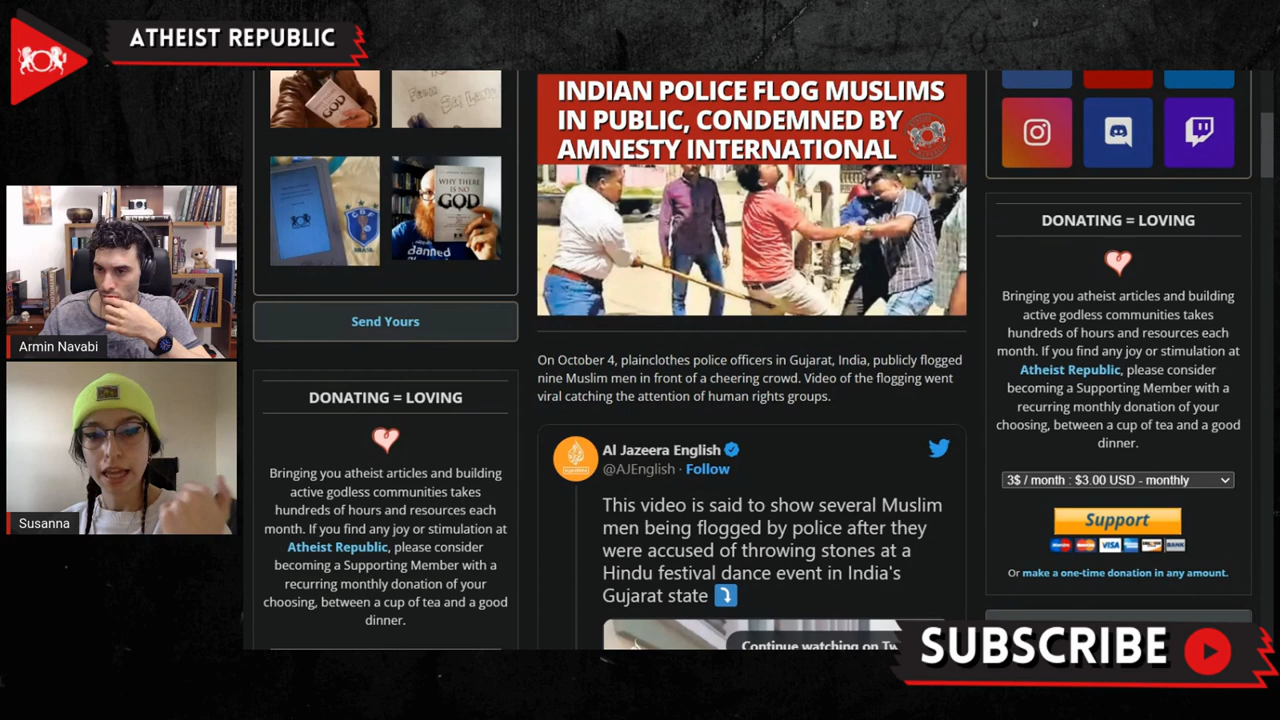 ATHEIST REPUBLIC
Armin Navabi
Susanna
GOD
WHY THERE
IS NO
GOD
CBF
BRASIL
Send Yours
DONATING = LOVING
Bringing you atheist articles and building
active godless communities takes
hundreds of hours and resources each
month. If you find any joy or stimulation at
Atheist Republic, please consider
becoming a Supporting Member with a
recurring monthly donation of your
choosing, between a cup of tea and a good
dinner.
INDIAN POLICE FLOG MUSLIMS
IN PUBLIC, CONDEMNED BY
AMNESTY INTERNATIONAL
On October 4, plainclothes police officers in Gujarat, India, publicly flogged
nine Muslim men in front of a cheering crowd. Video of the flogging went
viral catching the attention of human rights groups.
Al Jazeera English
@AJEnglish · Follow
This video is said to show several Muslim
men being flogged by police after they
were accused of throwing stones at a
Hindu festival dance event in India's
Gujarat state
Continue watching on Tw
DONATING = LOVING
Bringing you atheist articles and building
active godless communities takes
hundreds of hours and resources each
month. If you find any joy or stimulation at
Atheist Republic, please consider
becoming a Supporting Member with a
recurring monthly donation of your
choosing, between a cup of tea and a good
dinner.
3$ / month : $3.00 USD - monthly
Support
VISA
BANK
Or make a one-time donation in any amount.
SUBSCRIBE